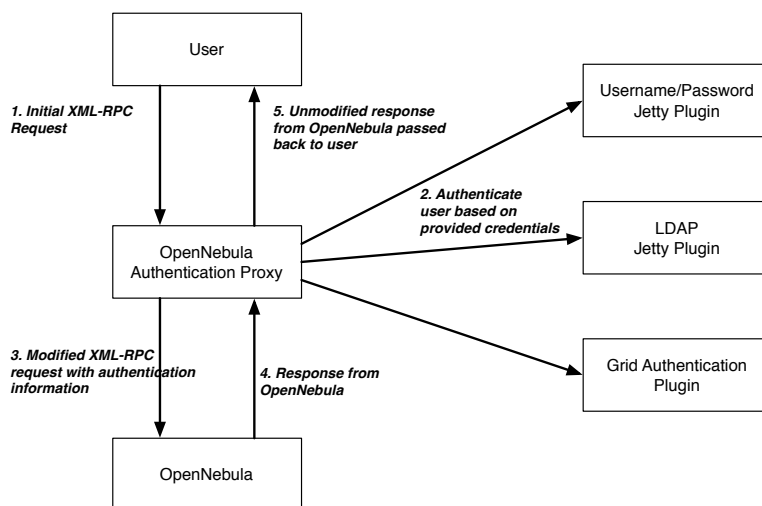 User
1. Initial XML-RPC
Request
5. Unmodified response
from OpenNebula passed
back to user
Username/Password
Jetty Plugin
2. Authenticate
user based on
provided credentials
LDAP
Jetty Plugin
OpenNebula
Authentication Proxy
3. Modified XML-RPC
request with authentication
information
4. Response from
OpenNebula
Grid Authentication
Plugin
OpenNebula